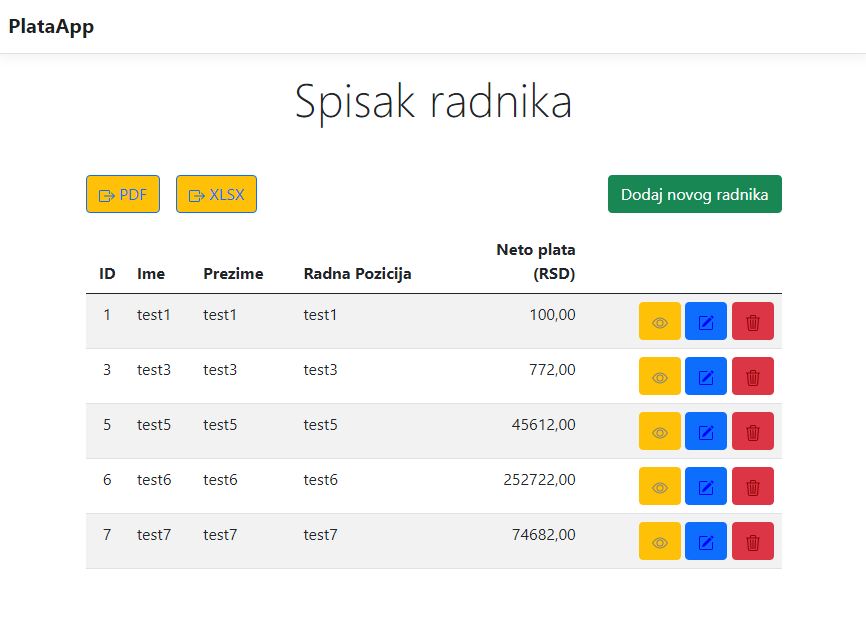 PlataApp
Spisak radnika
PDF XLSX Dodaj novog radnika
Neto plata
ID Ime Prezime Radna Pozicija (RSD)
1 test1 test1 test1 100,00
3 test3 test3 test3 772,00
5 test5 test5 test5 45612,00
6 test6 test6 test6 252722,00
7 test7 test7 test7 74682,00